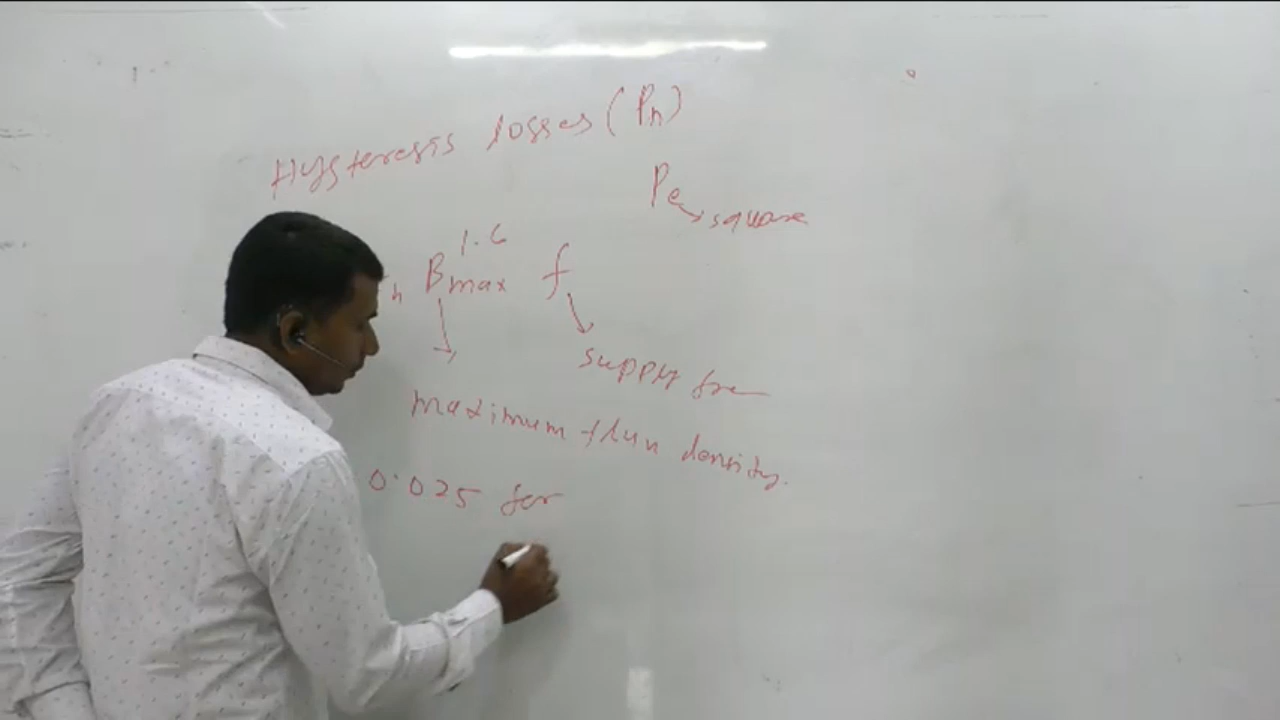 Hysteresis losses (Ph)
Pe → square
h Bmax^1.6 f
supply fre
maximum flux density.
0.025 for